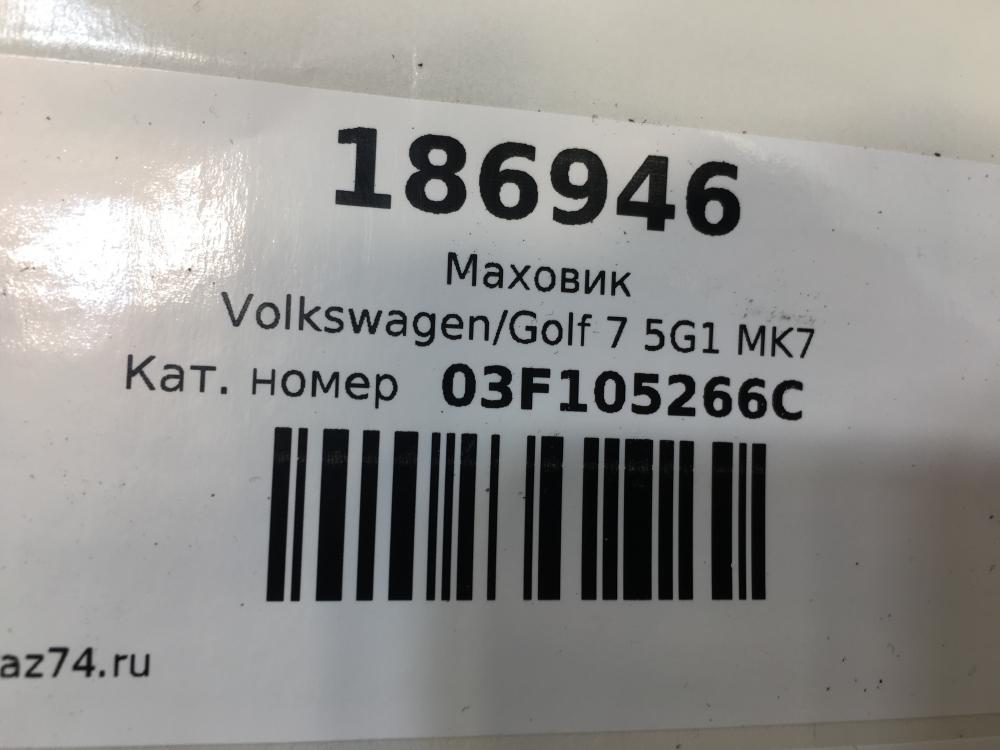 186946
Маховик
Volkswagen/Golf 7 5G1 MK7
Кат. номер 03F105266C
az74.ru